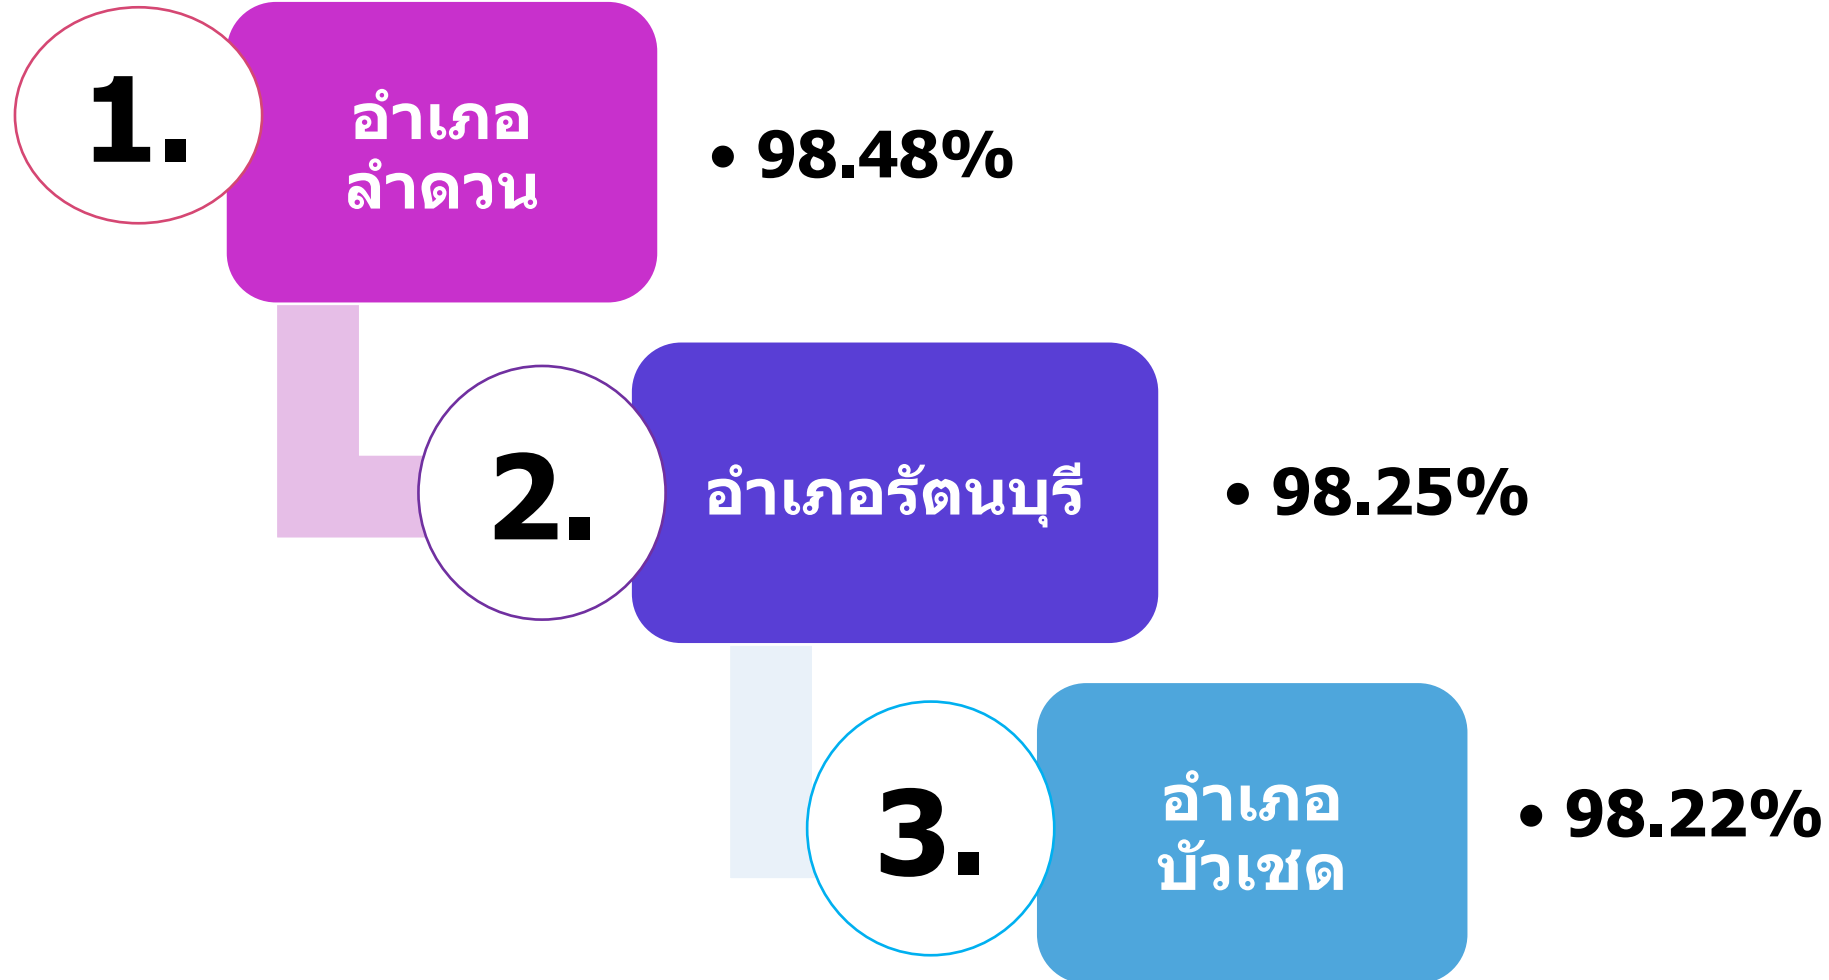 1.
อำเภอ
ลำดวน
• 98.48%
2.
อำเภอรัตนบุรี
• 98.25%
3.
อำเภอ
บัวเชด
• 98.22%